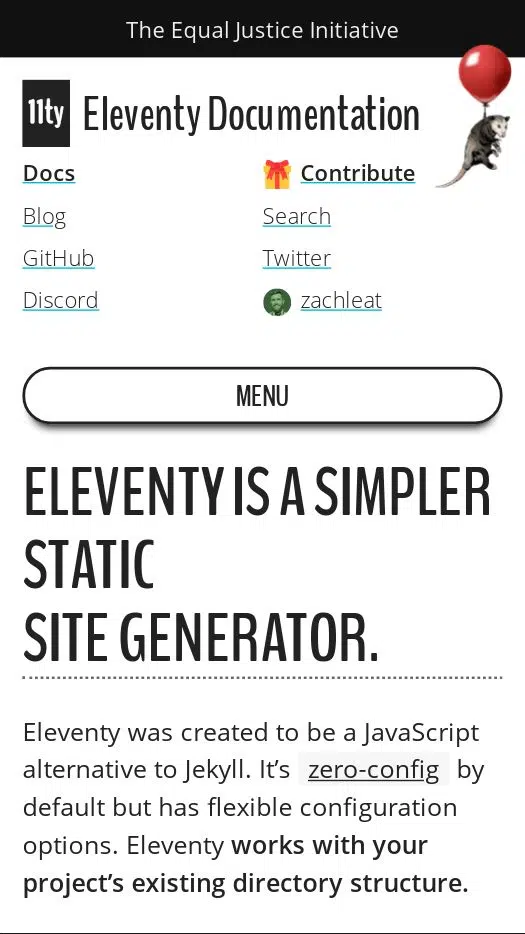 The Equal Justice Initiative
11ty Eleventy Documentation
Docs
Contribute
Blog
Search
GitHub
Twitter
Discord
zachleat
MENU
ELEVENTY IS A SIMPLER
STATIC
SITE GENERATOR.
Eleventy was created to be a JavaScript
alternative to Jekyll. It’s zero-config by
default but has flexible configuration
options. Eleventy works with your
project’s existing directory structure.